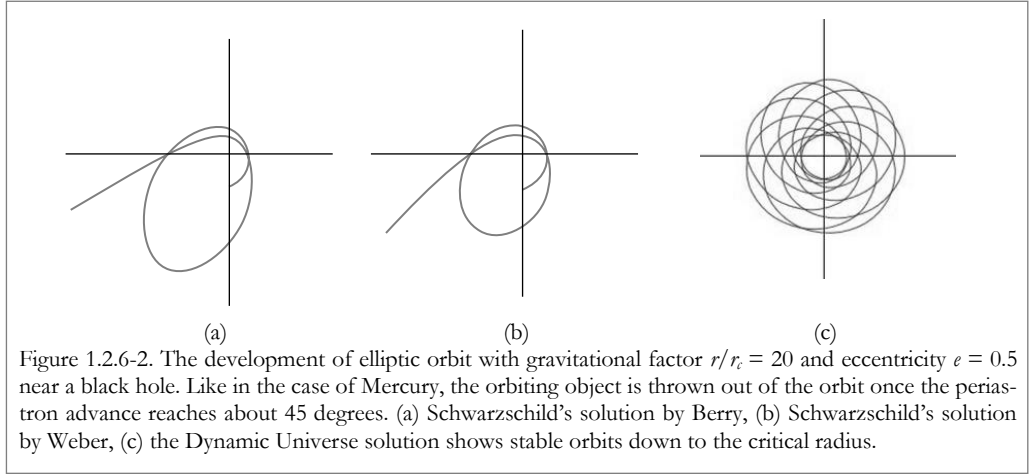 (a) (b) (c)
Figure 1.2.6-2. The development of elliptic orbit with gravitational factor r/rc = 20 and eccentricity e = 0.5
near a black hole. Like in the case of Mercury, the orbiting object is thrown out of the orbit once the perias-
tron advance reaches about 45 degrees. (a) Schwarzschild's solution by Berry, (b) Schwarzschild's solution
by Weber, (c) the Dynamic Universe solution shows stable orbits down to the critical radius.